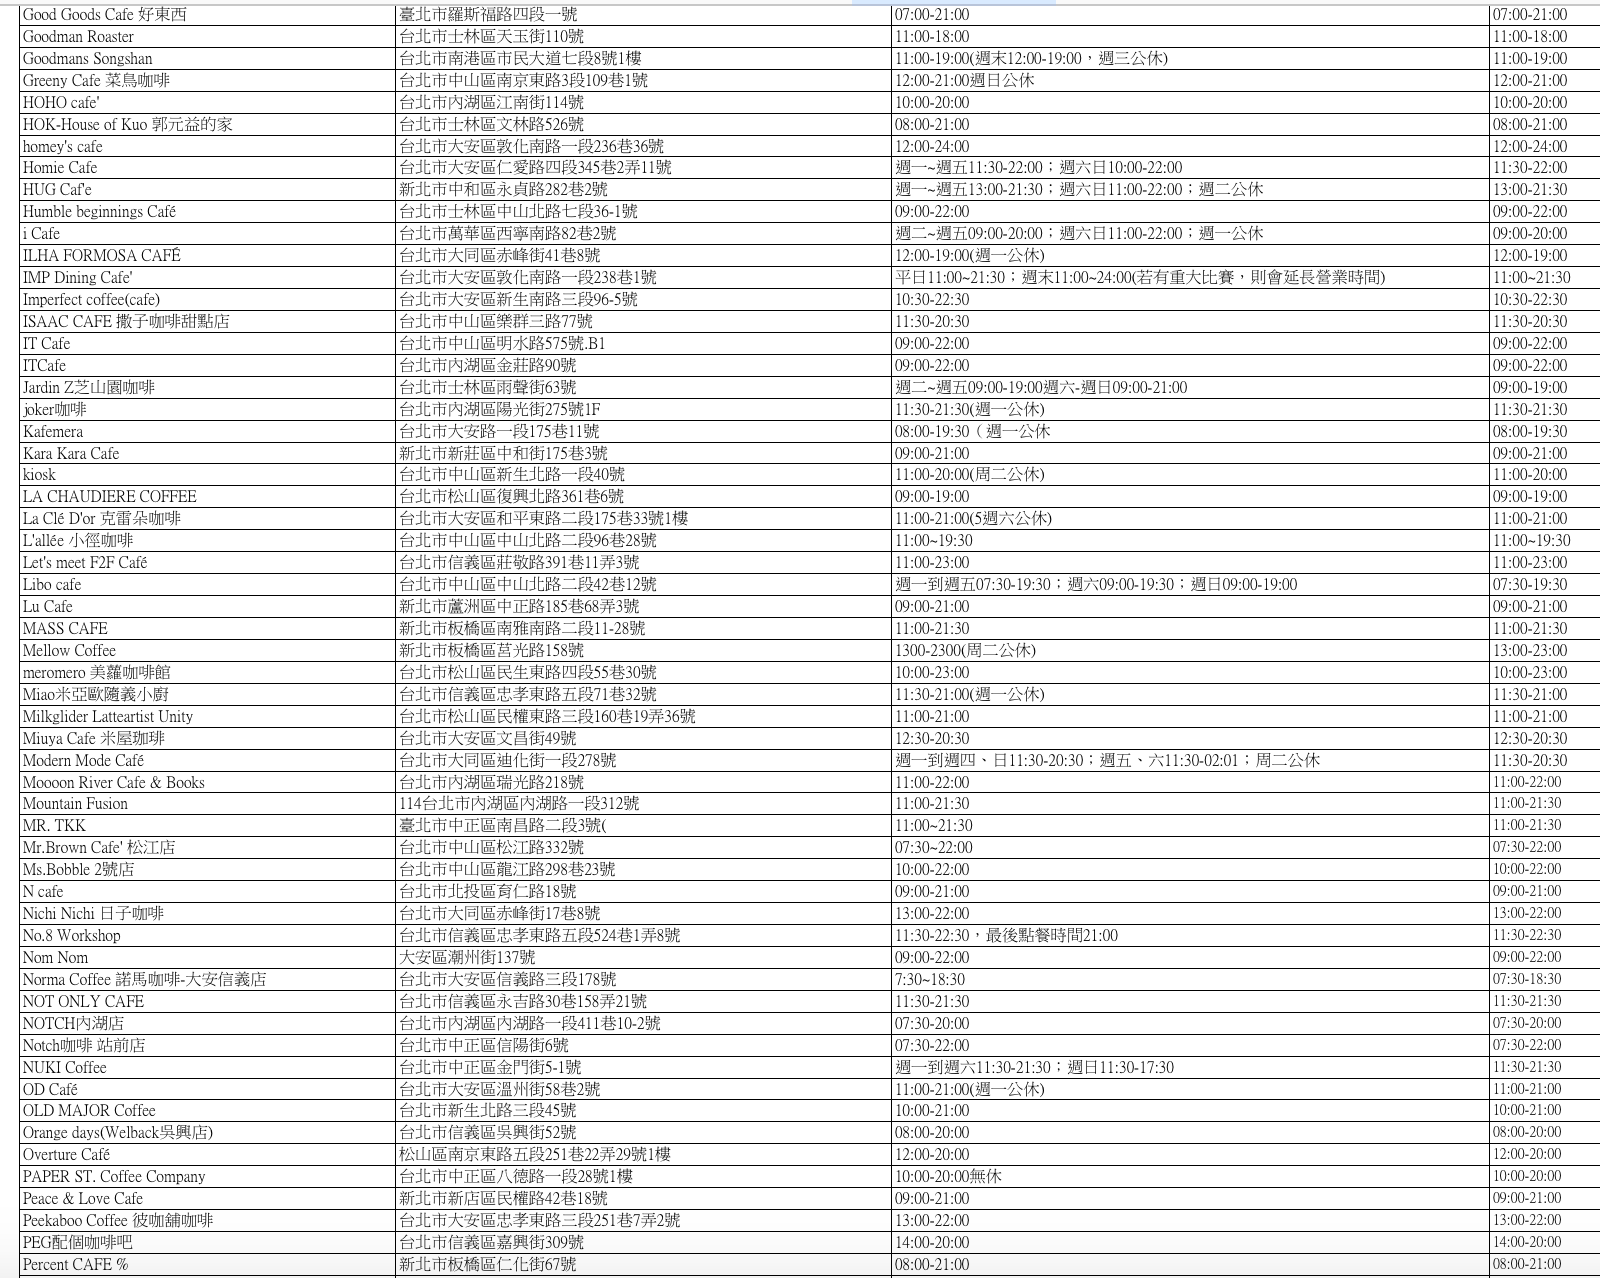 Good Goods Cafe 好東西 臺北市羅斯福路四段一號 07:00-21:00 07:00-21:00
Goodman Roaster 台北市士林區天玉街110號 11:00-18:00 11:00-18:00
Goodmans Songshan 台北市南港區市民大道七段8號1樓 11:00-19:00(週末12:00-19:00，週三公休) 11:00-19:00
Greeny Cafe 菜鳥咖啡 台北市中山區南京東路3段109巷1號 12:00-21:00週日公休 12:00-21:00
HOHO cafe' 台北市內湖區江南街114號 10:00-20:00 10:00-20:00
HOK-House of Kuo 郭元益的家 台北市士林區文林路526號 08:00-21:00 08:00-21:00
homey's cafe 台北市大安區敦化南路一段236巷36號 12:00-24:00 12:00-24:00
Homie Cafe 台北市大安區仁愛路四段345巷2弄11號 週一~週五11:30-22:00；週六日10:00-22:00 11:30-22:00
HUG Caf'e 新北市中和區永貞路282巷2號 週一~週五13:00-21:30；週六日11:00-22:00；週二公休 13:00-21:30
Humble beginnings Café 台北市士林區中山北路七段36-1號 09:00-22:00 09:00-22:00
i Cafe 台北市萬華區西寧南路82巷2號 週二~週五09:00-20:00；週六日11:00-22:00；週一公休 09:00-20:00
ILHA FORMOSA CAFÉ 台北市大同區赤峰街41巷8號 12:00-19:00(週一公休) 12:00-19:00
IMP Dining Cafe' 台北市大安區敦化南路一段238巷1號 平日11:00~21:30；週末11:00~24:00(若有重大比賽，則會延長營業時間) 11:00~21:30
Imperfect coffee(cafe) 台北市大安區新生南路三段96-5號 10:30-22:30 10:30-22:30
ISAAC CAFE 撒子咖啡甜點店 台北市中山區樂群三路77號 11:30-20:30 11:30-20:30
IT Cafe 台北市中山區明水路575號.B1 09:00-22:00 09:00-22:00
ITCafe 台北市內湖區金莊路90號 09:00-22:00 09:00-22:00
Jardin Z芝山園咖啡 台北市士林區雨聲街63號 週二~週五09:00-19:00週六-週日09:00-21:00 09:00-19:00
joker咖啡 台北市內湖區陽光街275號1F 11:30-21:30(週一公休) 11:30-21:30
Kafemera 台北市大安路一段175巷11號 08:00-19:30（週一公休 08:00-19:30
Kara Kara Cafe 新北市新莊區中和街175巷3號 09:00-21:00 09:00-21:00
kiosk 台北市中山區新生北路一段40號 11:00-20:00(周二公休) 11:00-20:00
LA CHAUDIERE COFFEE 台北市松山區復興北路361巷6號 09:00-19:00 09:00-19:00
La Clé D'or 克雷朵咖啡 台北市大安區和平東路二段175巷33號1樓 11:00-21:00(5週六公休) 11:00-21:00
L'allée 小徑咖啡 台北市中山區中山北路二段96巷28號 11:00~19:30 11:00~19:30
Let's meet F2F Café 台北市信義區莊敬路391巷11弄3號 11:00-23:00 11:00-23:00
Libo cafe 台北市中山區中山北路二段42巷12號 週一到週五07:30-19:30；週六09:00-19:30；週日09:00-19:00 07:30-19:30
Lu Cafe 新北市蘆洲區中正路185巷68弄3號 09:00-21:00 09:00-21:00
MASS CAFE 新北市板橋區南雅南路二段11-28號 11:00-21:30 11:00-21:30
Mellow Coffee 新北市板橋區莒光路158號 1300-2300(周二公休) 13:00-23:00
meromero 美蘿咖啡館 台北市松山區民生東路四段55巷30號 10:00-23:00 10:00-23:00
Miao米亞歐隨義小廚 台北市信義區忠孝東路五段71巷32號 11:30-21:00(週一公休) 11:30-21:00
Milkglider Latteartist Unity 台北市松山區民權東路三段160巷19弄36號 11:00-21:00 11:00-21:00
Miuya Cafe 米屋珈琲 台北市大安區文昌街49號 12:30-20:30 12:30-20:30
Modern Mode Café 台北市大同區迪化街一段278號 週一到週四、日11:30-20:30；週五、六11:30-02:01；周二公休 11:30-20:30
Moooon River Cafe & Books 台北市內湖區瑞光路218號 11:00-22:00 11:00-22:00
Mountain Fusion 114台北市內湖區內湖路一段312號 11:00-21:30 11:00-21:30
MR. TKK 臺北市中正區南昌路二段3號( 11:00~21:30 11:00-21:30
Mr.Brown Cafe' 松江店 台北市中山區松江路332號 07:30~22:00 07:30-22:00
Ms.Bobble 2號店 台北市中山區龍江路298巷23號 10:00-22:00 10:00-22:00
N cafe 台北市北投區育仁路18號 09:00-21:00 09:00-21:00
Nichi Nichi 日子咖啡 台北市大同區赤峰街17巷8號 13:00-22:00 13:00-22:00
No.8 Workshop 台北市信義區忠孝東路五段524巷1弄8號 11:30-22:30，最後點餐時間21:00 11:30-22:30
Nom Nom 大安區潮州街137號 09:00-22:00 09:00-22:00
Norma Coffee 諾馬咖啡-大安信義店 台北市大安區信義路三段178號 7:30~18:30 07:30-18:30
NOT ONLY CAFE 台北市信義區永吉路30巷158弄21號 11:30-21:30 11:30-21:30
NOTCH內湖店 台北市內湖區內湖路一段411巷10-2號 07:30-20:00 07:30-20:00
Notch咖啡 站前店 台北市中正區信陽街6號 07:30-22:00 07:30-22:00
NUKI Coffee 台北市中正區金門街5-1號 週一到週六11:30-21:30；週日11:30-17:30 11:30-21:30
OD Café 台北市大安區溫州街58巷2號 11:00-21:00(週一公休) 11:00-21:00
OLD MAJOR Coffee 台北市新生北路三段45號 10:00-21:00 10:00-21:00
Orange days(Welback吳興店) 台北市信義區吳興街52號 08:00-20:00 08:00-20:00
Overture Café 松山區南京東路五段251巷22弄29號1樓 12:00-20:00 12:00-20:00
PAPER ST. Coffee Company 台北市中正區八德路一段28號1樓 10:00-20:00無休 10:00-20:00
Peace & Love Cafe 新北市新店區民權路42巷18號 09:00-21:00 09:00-21:00
Peekaboo Coffee 彼咖舖咖啡 台北市大安區忠孝東路三段251巷7弄2號 13:00-22:00 13:00-22:00
PEG配個咖啡吧 台北市信義區嘉興街309號 14:00-20:00 14:00-20:00
Percent CAFE % 新北市板橋區仁化街67號 08:00-21:00 08:00-21:00